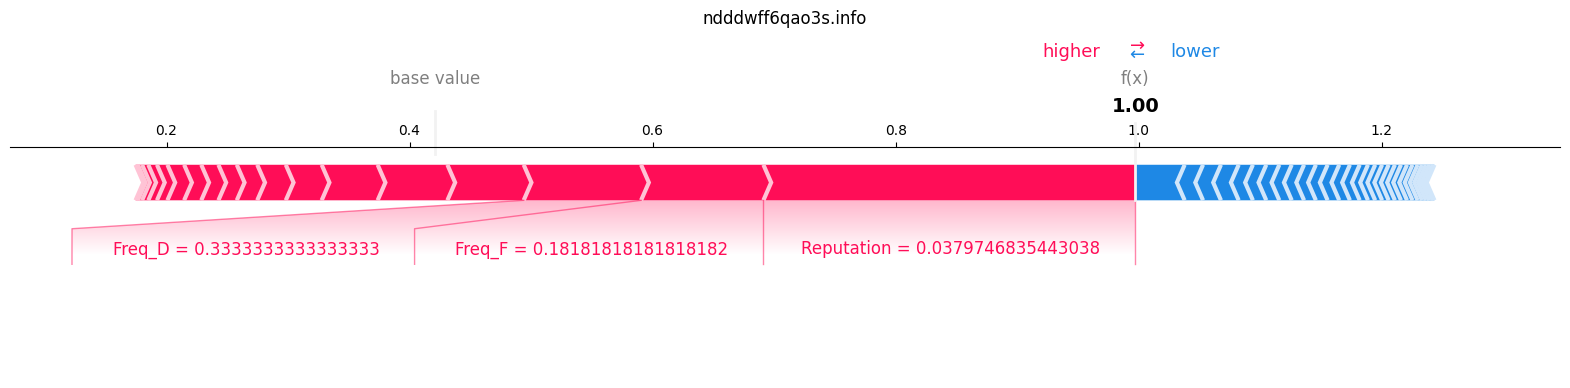 ndddwff6qao3s.info
higher ⇄ lower
base value f(x)
1.00
0.2 0.4 0.6 0.8 1.0 1.2
Freq_D = 0.3333333333333333 Freq_F = 0.18181818181818182 Reputation = 0.0379746835443038